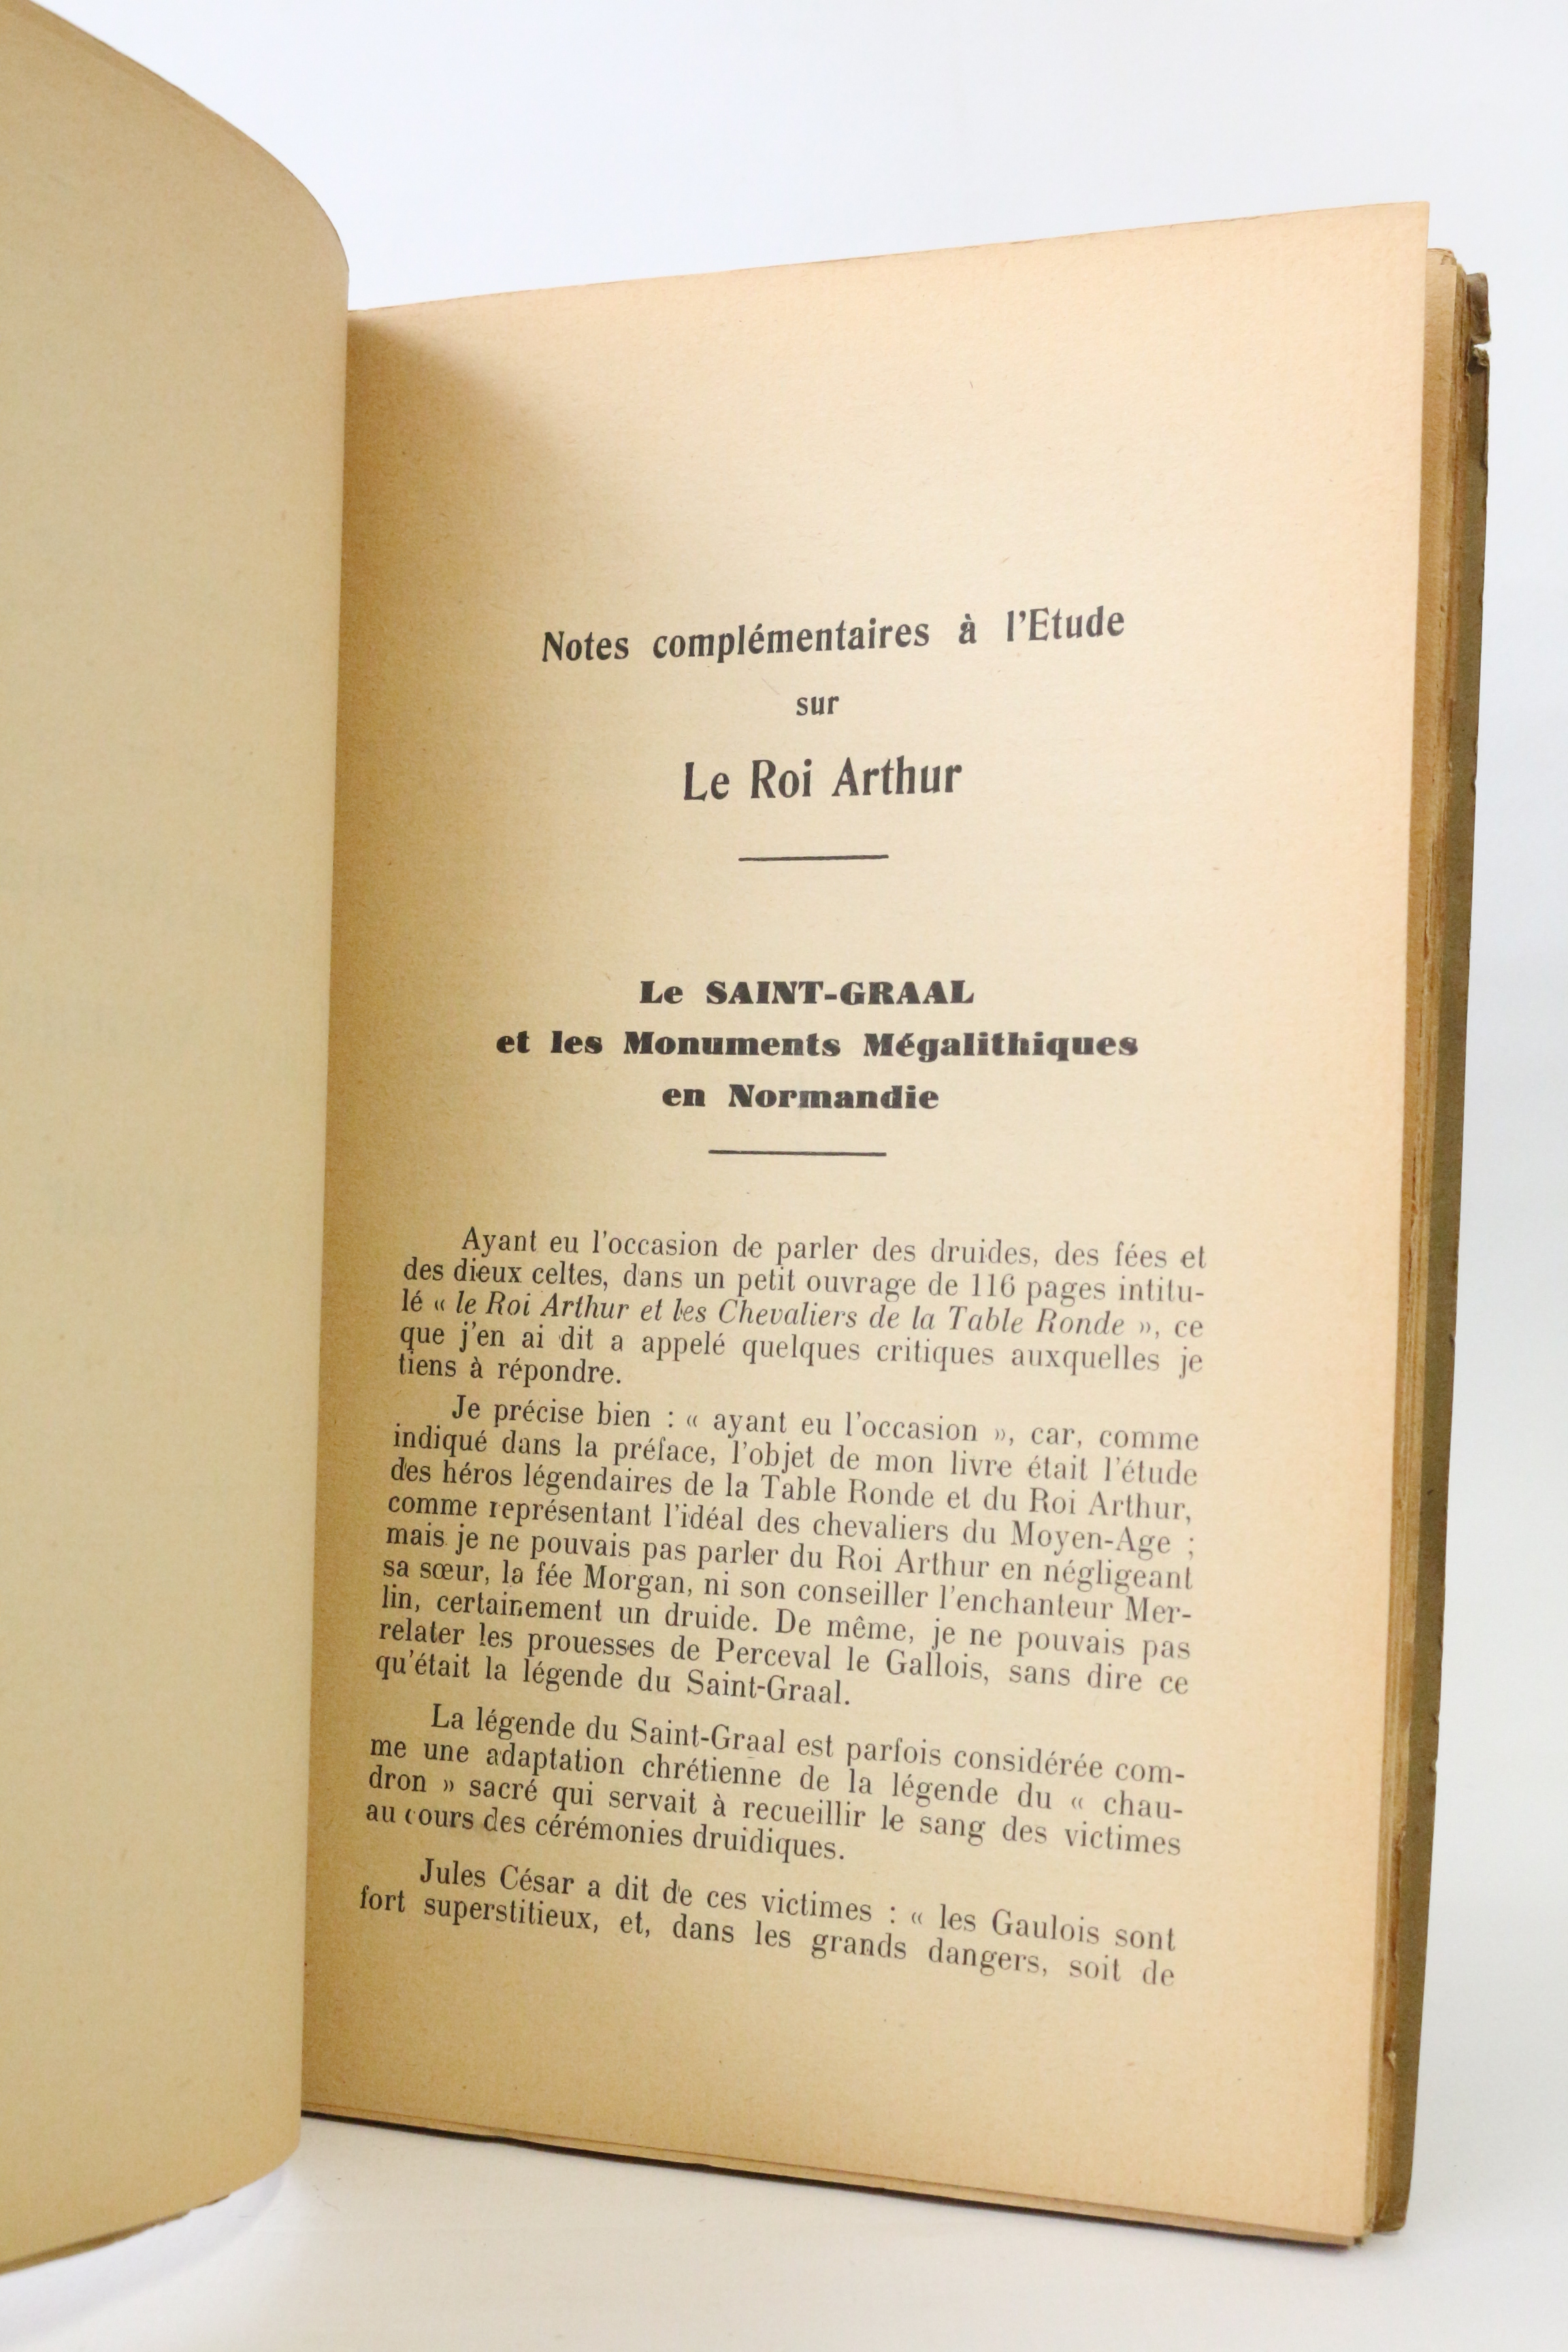 Notes complémentaires à l'Etude
sur
Le Roi Arthur
Le SAINT-GRAAL
et les Monuments Mégalithiques
en Normandie
Ayant eu l'occasion de parler des druides, des fées et
des dieux celtes, dans un petit ouvrage de 116 pages intitu-
lé « le Roi Arthur et les Chevaliers de la Table Ronde », ce
que j'en ai dit a appelé quelques critiques auxquelles je
tiens à répondre.
Je précise bien : « ayant eu l'occasion », car, comme
indiqué dans la préface, l'objet de mon livre était l'étude
des héros légendaires de la Table Ronde et du Roi Arthur,
comme représentant l'idéal des chevaliers du Moyen-Age ;
mais je ne pouvais pas parler du Roi Arthur en négligeant
sa sœur, la fée Morgan, ni son conseiller l'enchanteur Mer-
lin, certainement un druide. De même, je ne pouvais pas
relater les prouesses de Perceval le Gallois, sans dire ce
qu'était la légende du Saint-Graal.
La légende du Saint-Graal est parfois considérée com-
me une adaptation chrétienne de la légende du « chau-
dron » sacré qui servait à recueillir le sang des victimes
au cours des cérémonies druidiques.
Jules César a dit de ces victimes : « les Gaulois sont
fort superstitieux, et, dans les grands dangers, soit de